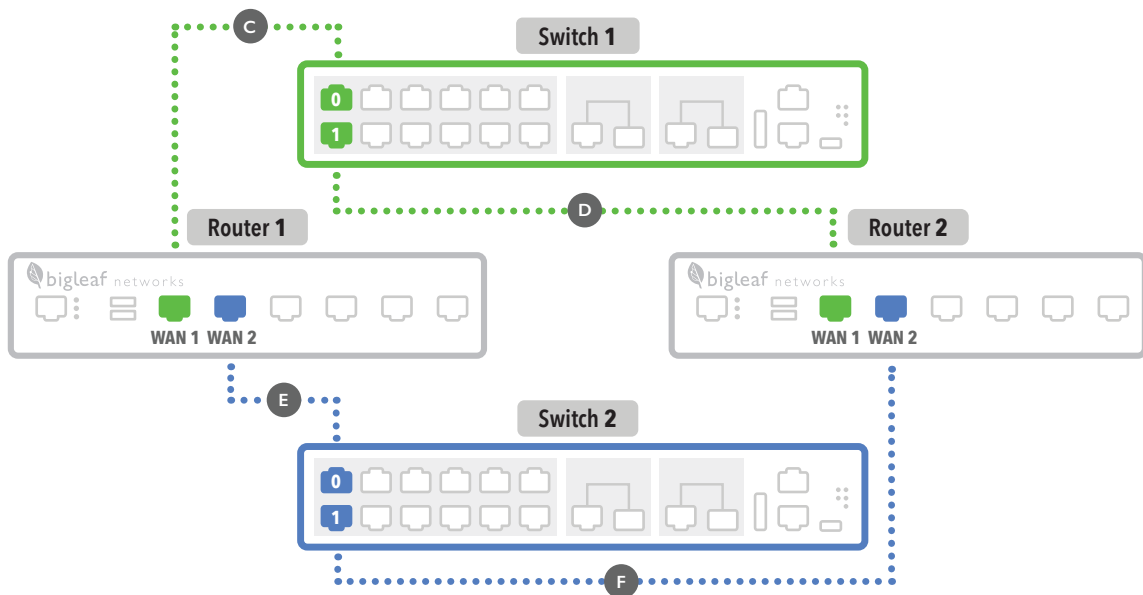 C
Switch 1
0
1
D
Router 1
Router 2
bigleaf networks
bigleaf networks
WAN 1 WAN 2
WAN 1 WAN 2
E
Switch 2
0
1
F